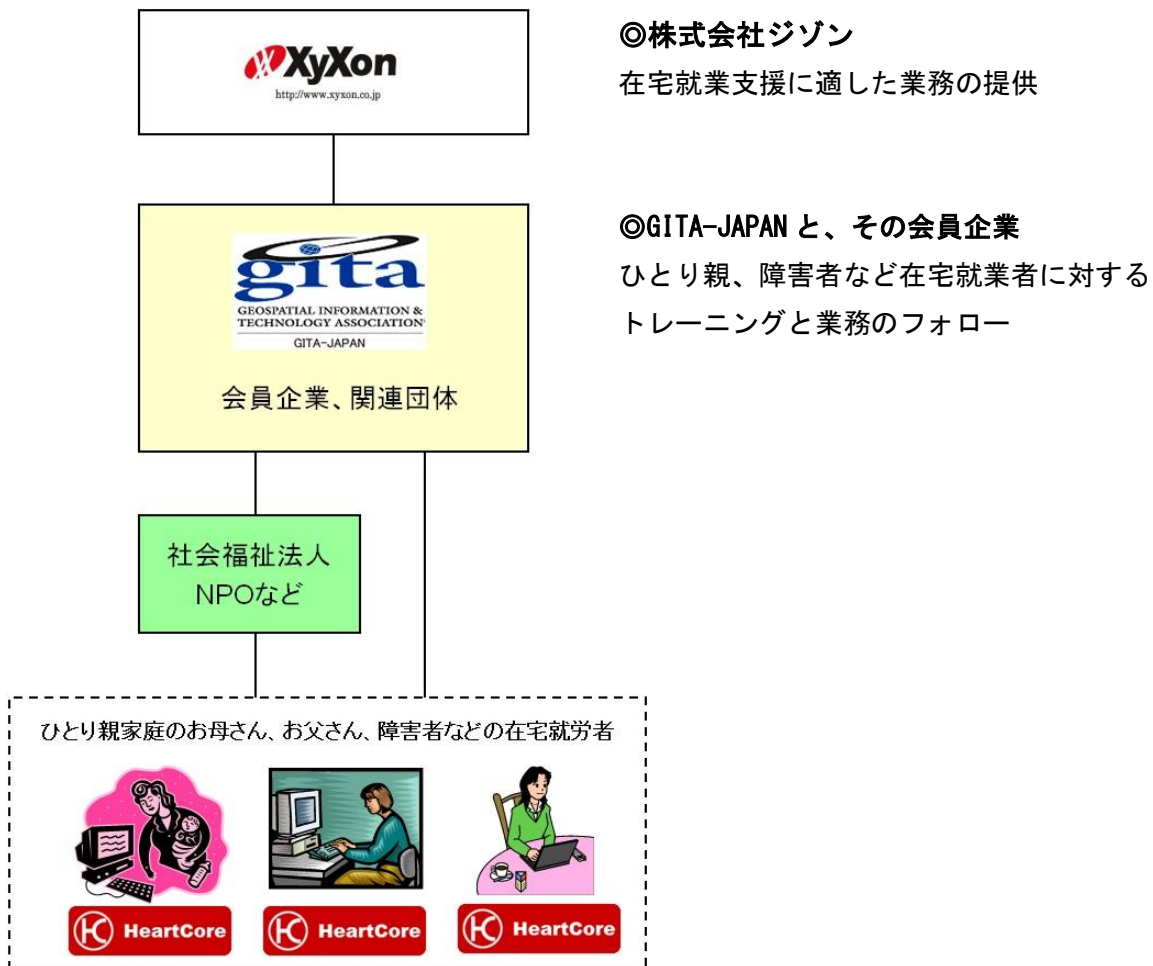 XyXon
http://www.xyxon.co.jp
◎株式会社ジゾン
在宅就業支援に適した業務の提供
gita
GEOSPATIAL INFORMATION &
TECHNOLOGY ASSOCIATION
GITA-JAPAN
会員企業、関連団体
◎GITA-JAPAN と、その会員企業
ひとり親、障害者など在宅就業者に対する
トレーニングと業務のフォロー
社会福祉法人
NPOなど
ひとり親家庭のお母さん、お父さん、障害者などの在宅就労者
HeartCore
HeartCore
HeartCore